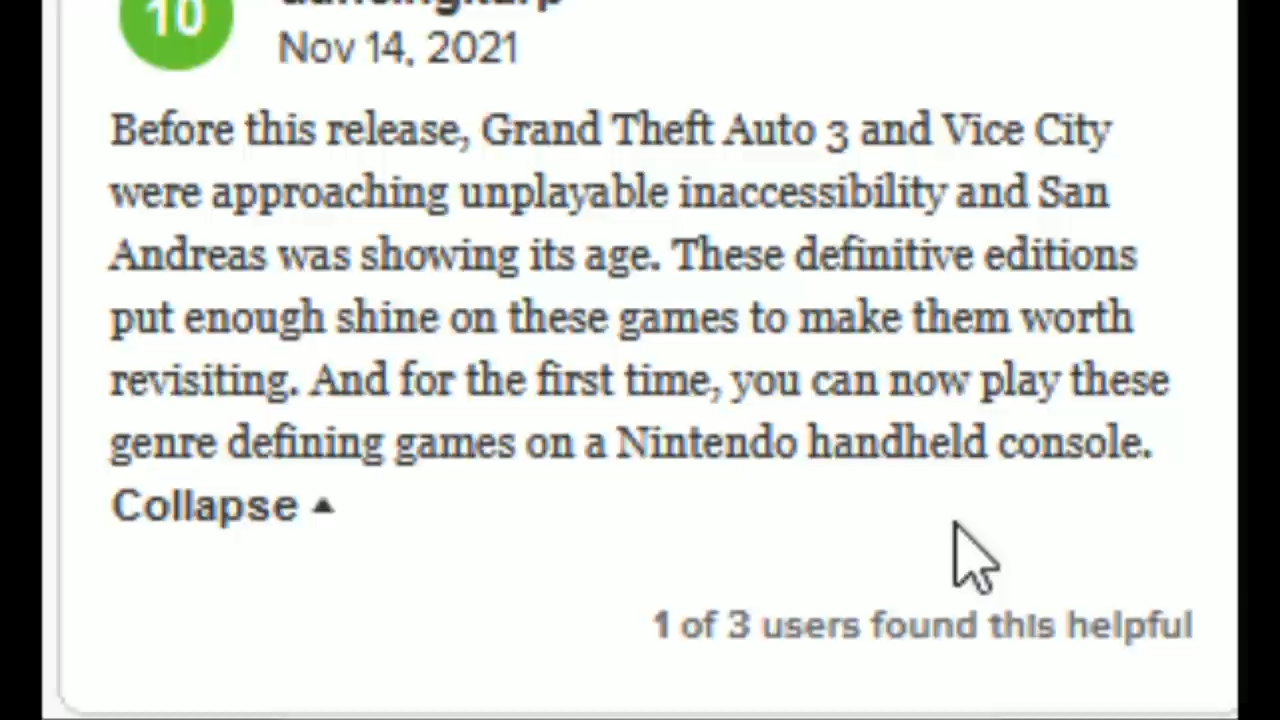 10
Nov 14, 2021
Before this release, Grand Theft Auto 3 and Vice City
were approaching unplayable inaccessibility and San
Andreas was showing its age. These definitive editions
put enough shine on these games to make them worth
revisiting. And for the first time, you can now play these
genre defining games on a Nintendo handheld console.
Collapse ▲
1 of 3 users found this helpful